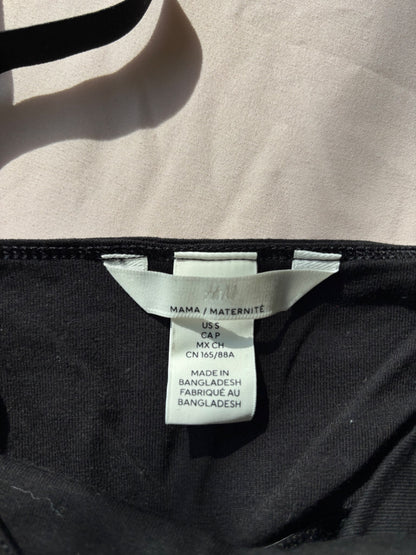 H&M
MAMA / MATERNITÉ
US S
CA P
MX CH
CN 165/88A
MADE IN
BANGLADESH
FABRIQUÉ AU
BANGLADESH